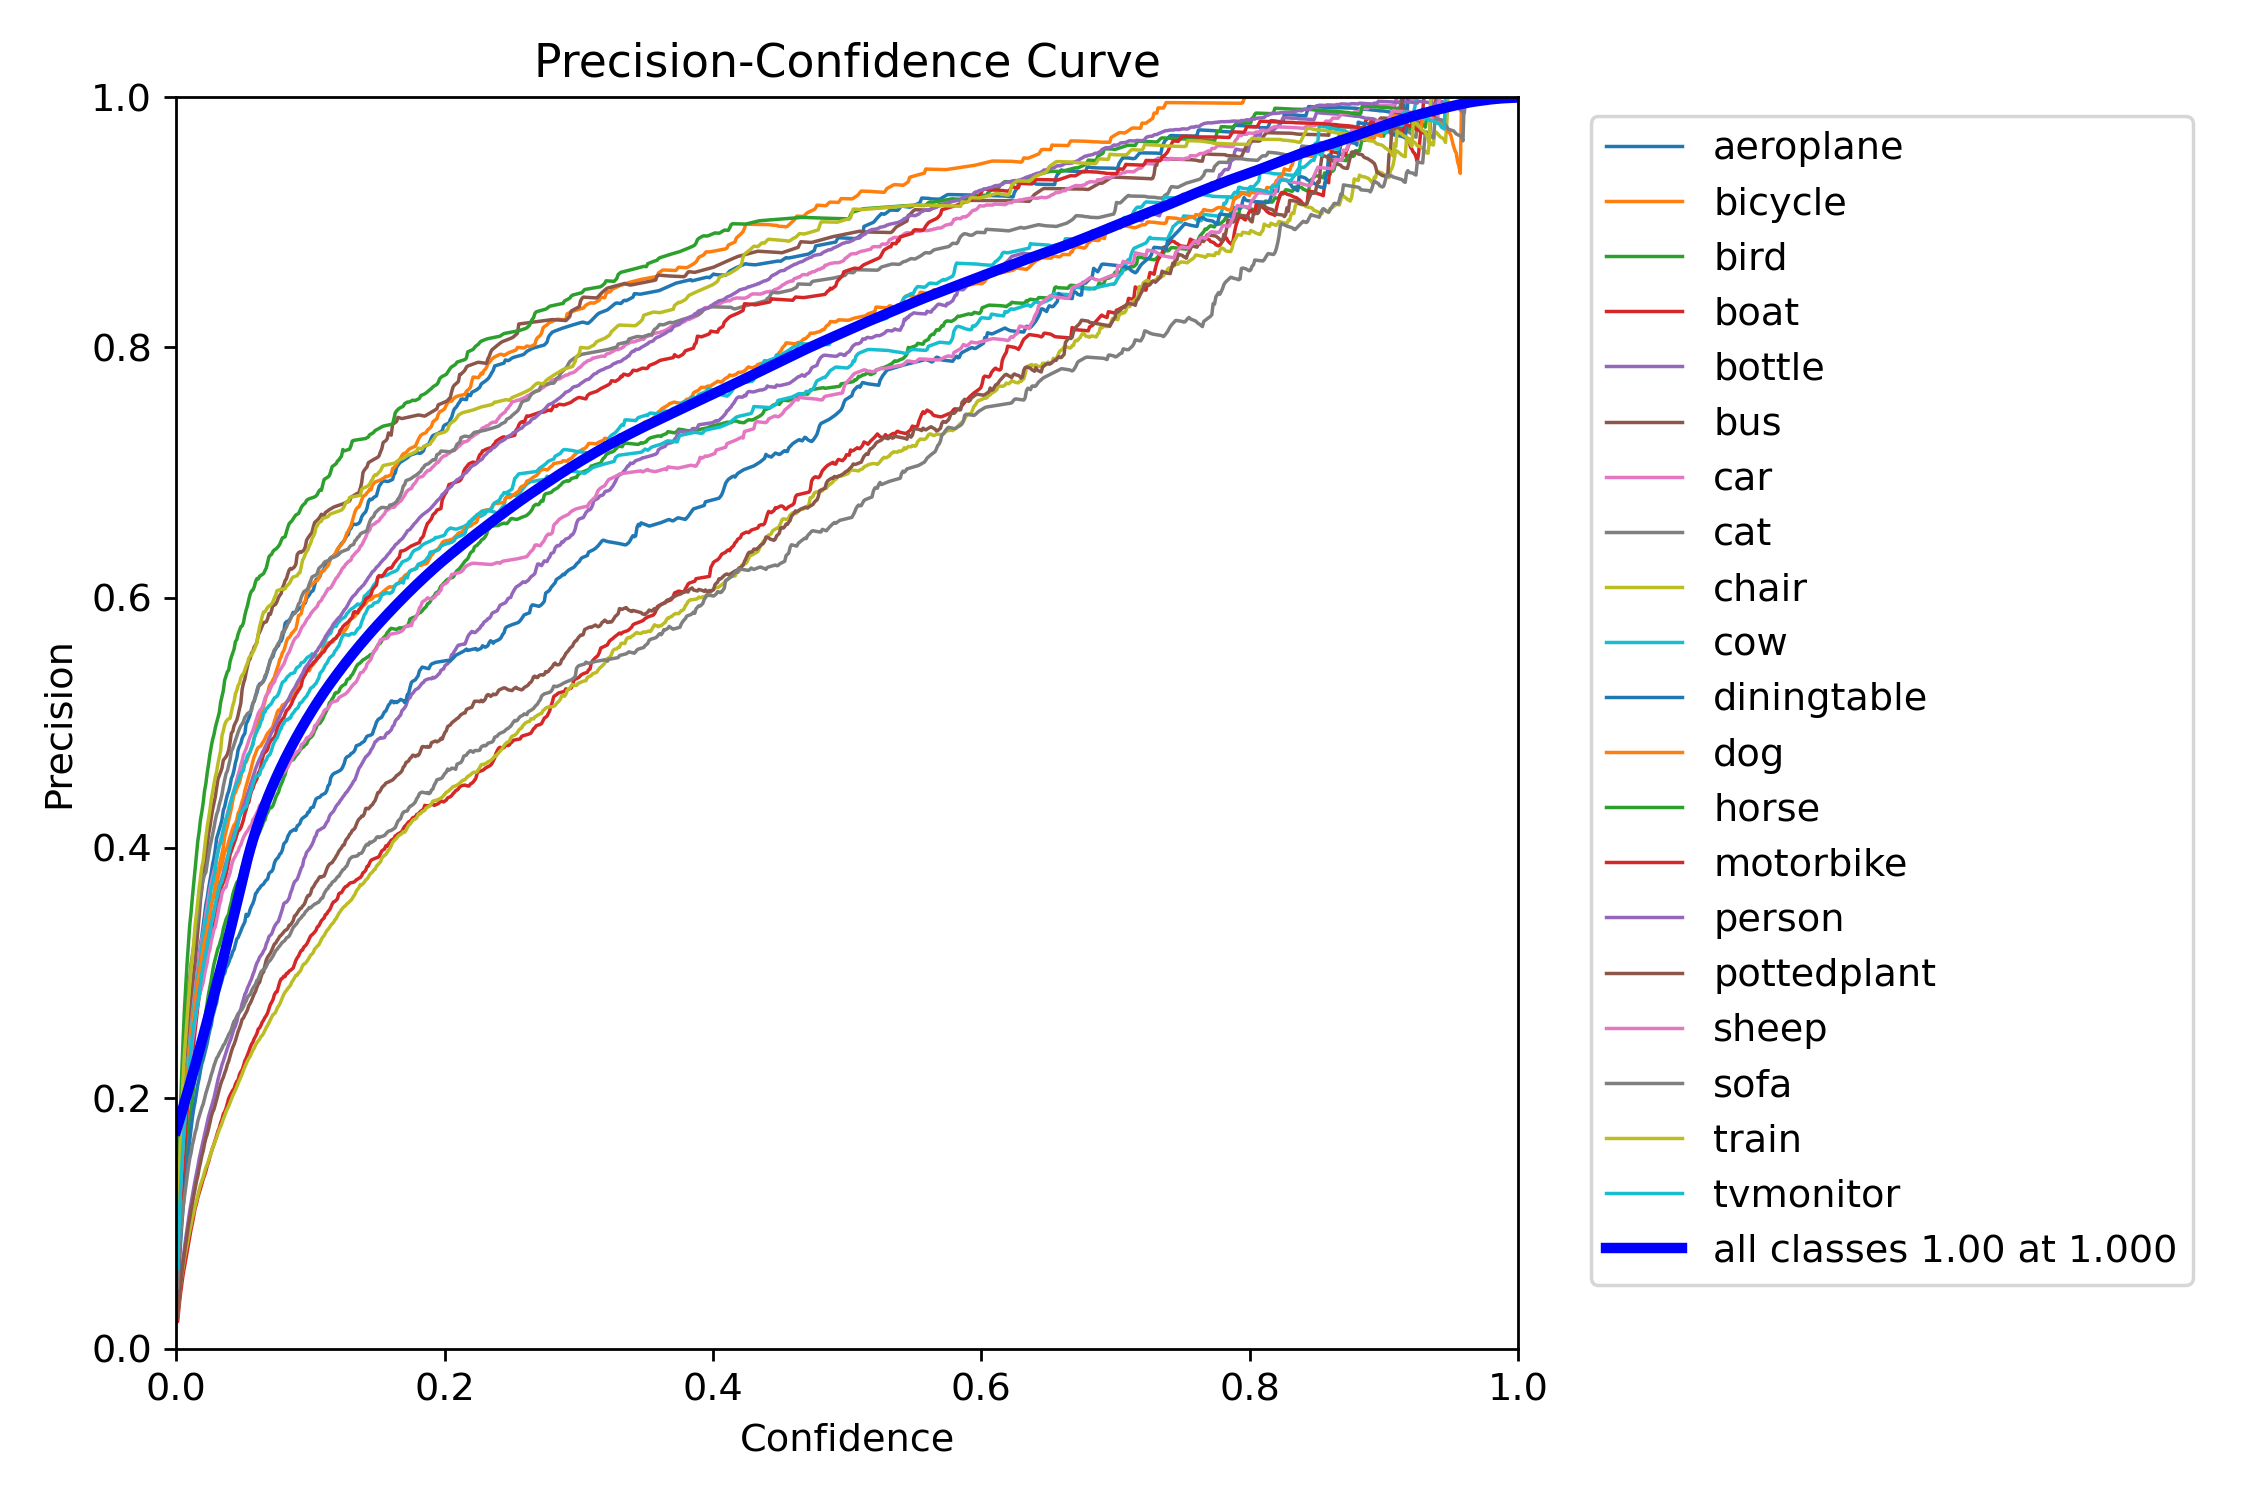 Precision-Confidence Curve
1.0
0.8
0.6
0.4
0.2
0.0
Precision
0.0 0.2 0.4 0.6 0.8 1.0
Confidence
aeroplane
bicycle
bird
boat
bottle
bus
car
cat
chair
cow
diningtable
dog
horse
motorbike
person
pottedplant
sheep
sofa
train
tvmonitor
all classes 1.00 at 1.000